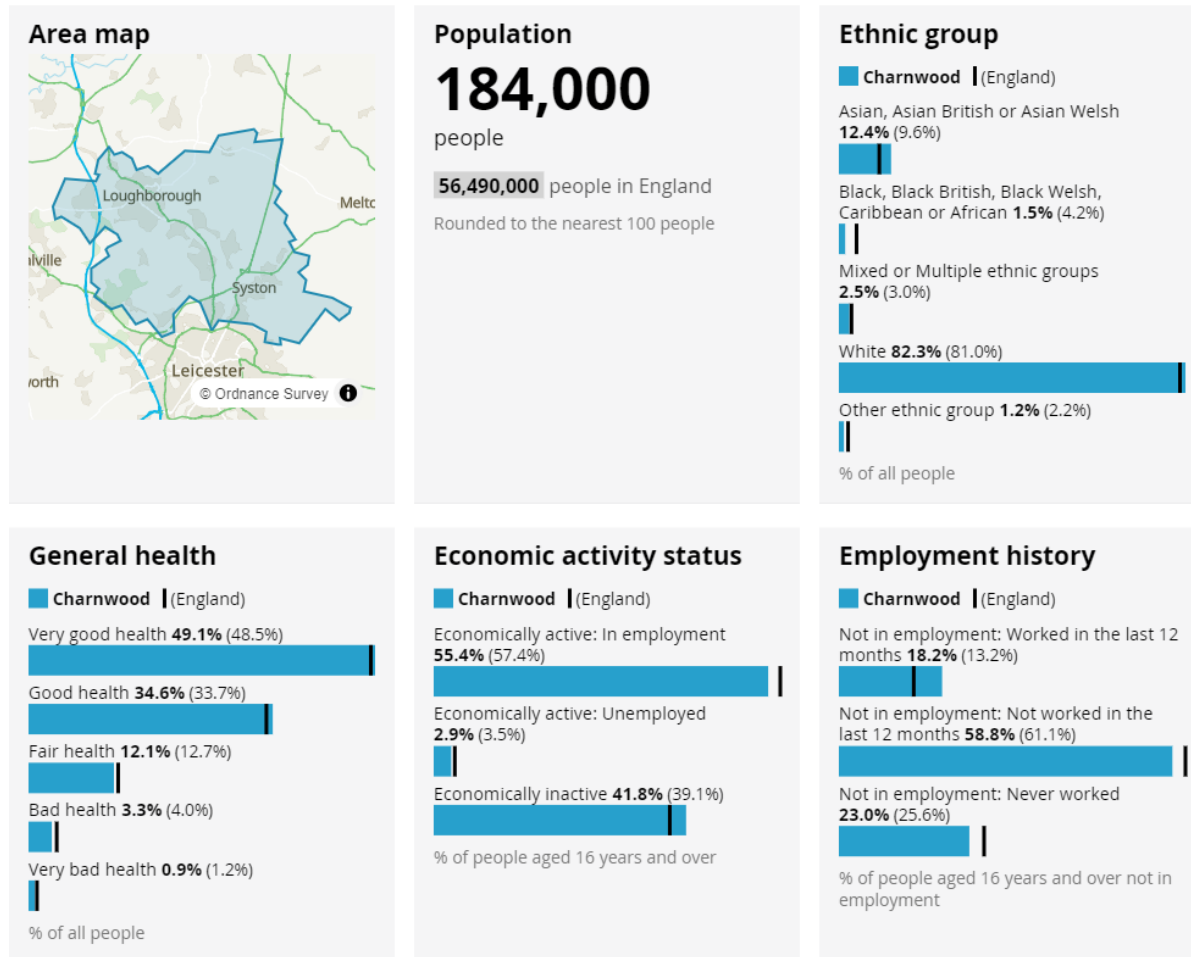 Area map
Loughborough
Melto
lville
Syston
Leicester
worth
© Ordnance Survey
Population
184,000
people
56,490,000 people in England
Rounded to the nearest 100 people
Ethnic group
Charnwood (England)
Asian, Asian British or Asian Welsh
12.4% (9.6%)
Black, Black British, Black Welsh,
Caribbean or African 1.5% (4.2%)
Mixed or Multiple ethnic groups
2.5% (3.0%)
White 82.3% (81.0%)
Other ethnic group 1.2% (2.2%)
% of all people
General health
Charnwood (England)
Very good health 49.1% (48.5%)
Good health 34.6% (33.7%)
Fair health 12.1% (12.7%)
Bad health 3.3% (4.0%)
Very bad health 0.9% (1.2%)
% of all people
Economic activity status
Charnwood (England)
Economically active: In employment
55.4% (57.4%)
Economically active: Unemployed
2.9% (3.5%)
Economically inactive 41.8% (39.1%)
% of people aged 16 years and over
Employment history
Charnwood (England)
Not in employment: Worked in the last 12
months 18.2% (13.2%)
Not in employment: Not worked in the
last 12 months 58.8% (61.1%)
Not in employment: Never worked
23.0% (25.6%)
% of people aged 16 years and over not in
employment